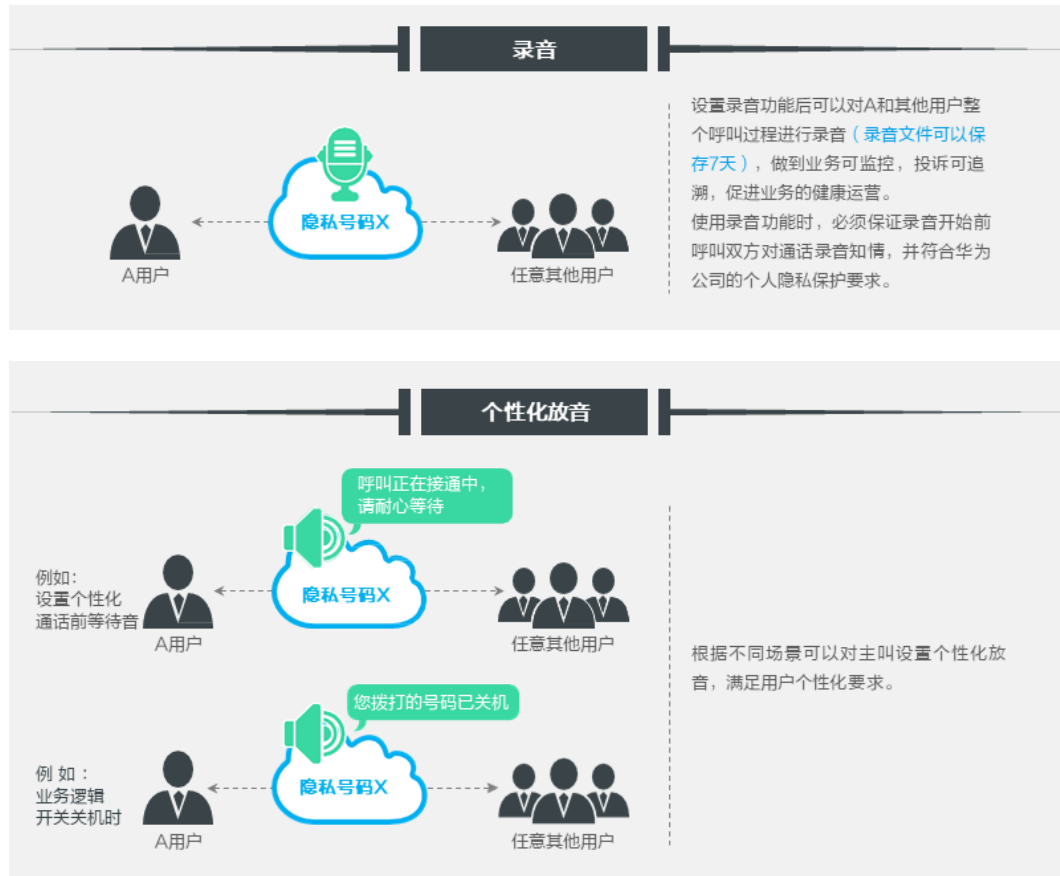 录音
设置录音功能后可以对A和其他用户整
个呼叫过程进行录音（录音文件可以保
存7天），做到业务可监控，投诉可追
溯，促进业务的健康运营。
使用录音功能时，必须保证录音开始前
呼叫双方对通话录音知情，并符合华为
公司的个人隐私保护要求。
隐私号码X
A用户
任意其他用户
个性化放音
呼叫正在接通中，
请耐心等待
例如：
设置个性化
通话前等待音
隐私号码X
A用户
任意其他用户
根据不同场景可以对主叫设置个性化放
音，满足用户个性化要求。
您拨打的号码已关机
例 如 ：
业务逻辑
开关关机时
隐私号码X
A用户
任意其他用户